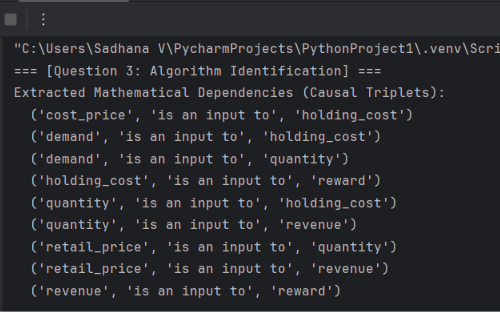 "C:\Users\Sadhana V\PycharmProjects\PythonProject1\.venv\Scri
=== [Question 3: Algorithm Identification] ===
Extracted Mathematical Dependencies (Causal Triplets):
('cost_price', 'is an input to', 'holding_cost')
('demand', 'is an input to', 'holding_cost')
('demand', 'is an input to', 'quantity')
('holding_cost', 'is an input to', 'reward')
('quantity', 'is an input to', 'holding_cost')
('quantity', 'is an input to', 'revenue')
('retail_price', 'is an input to', 'quantity')
('retail_price', 'is an input to', 'revenue')
('revenue', 'is an input to', 'reward')